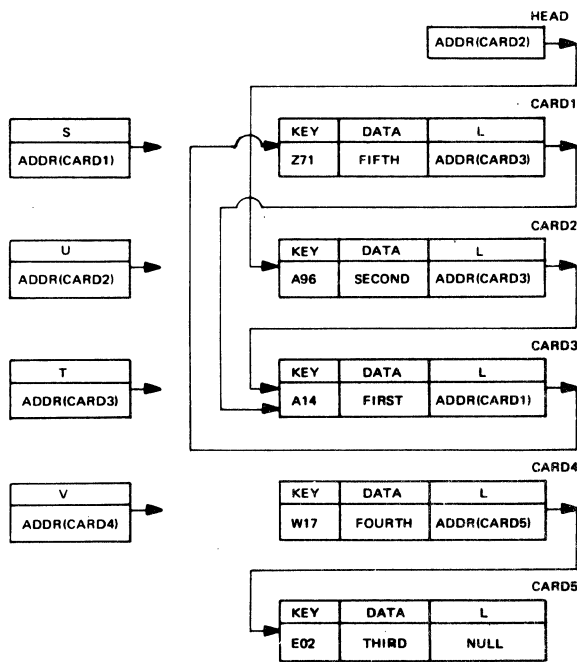 HEAD
ADDR(CARD2)
CARD1
S
ADDR(CARD1)
KEY DATA L
Z71 FIFTH ADDR(CARD3)
CARD2
U
ADDR(CARD2)
KEY DATA L
A96 SECOND ADDR(CARD3)
CARD3
T
ADDR(CARD3)
KEY DATA L
A14 FIRST ADDR(CARD1)
CARD4
V
ADDR(CARD4)
KEY DATA L
W17 FOURTH ADDR(CARD5)
CARD5
KEY DATA L
E02 THIRD NULL